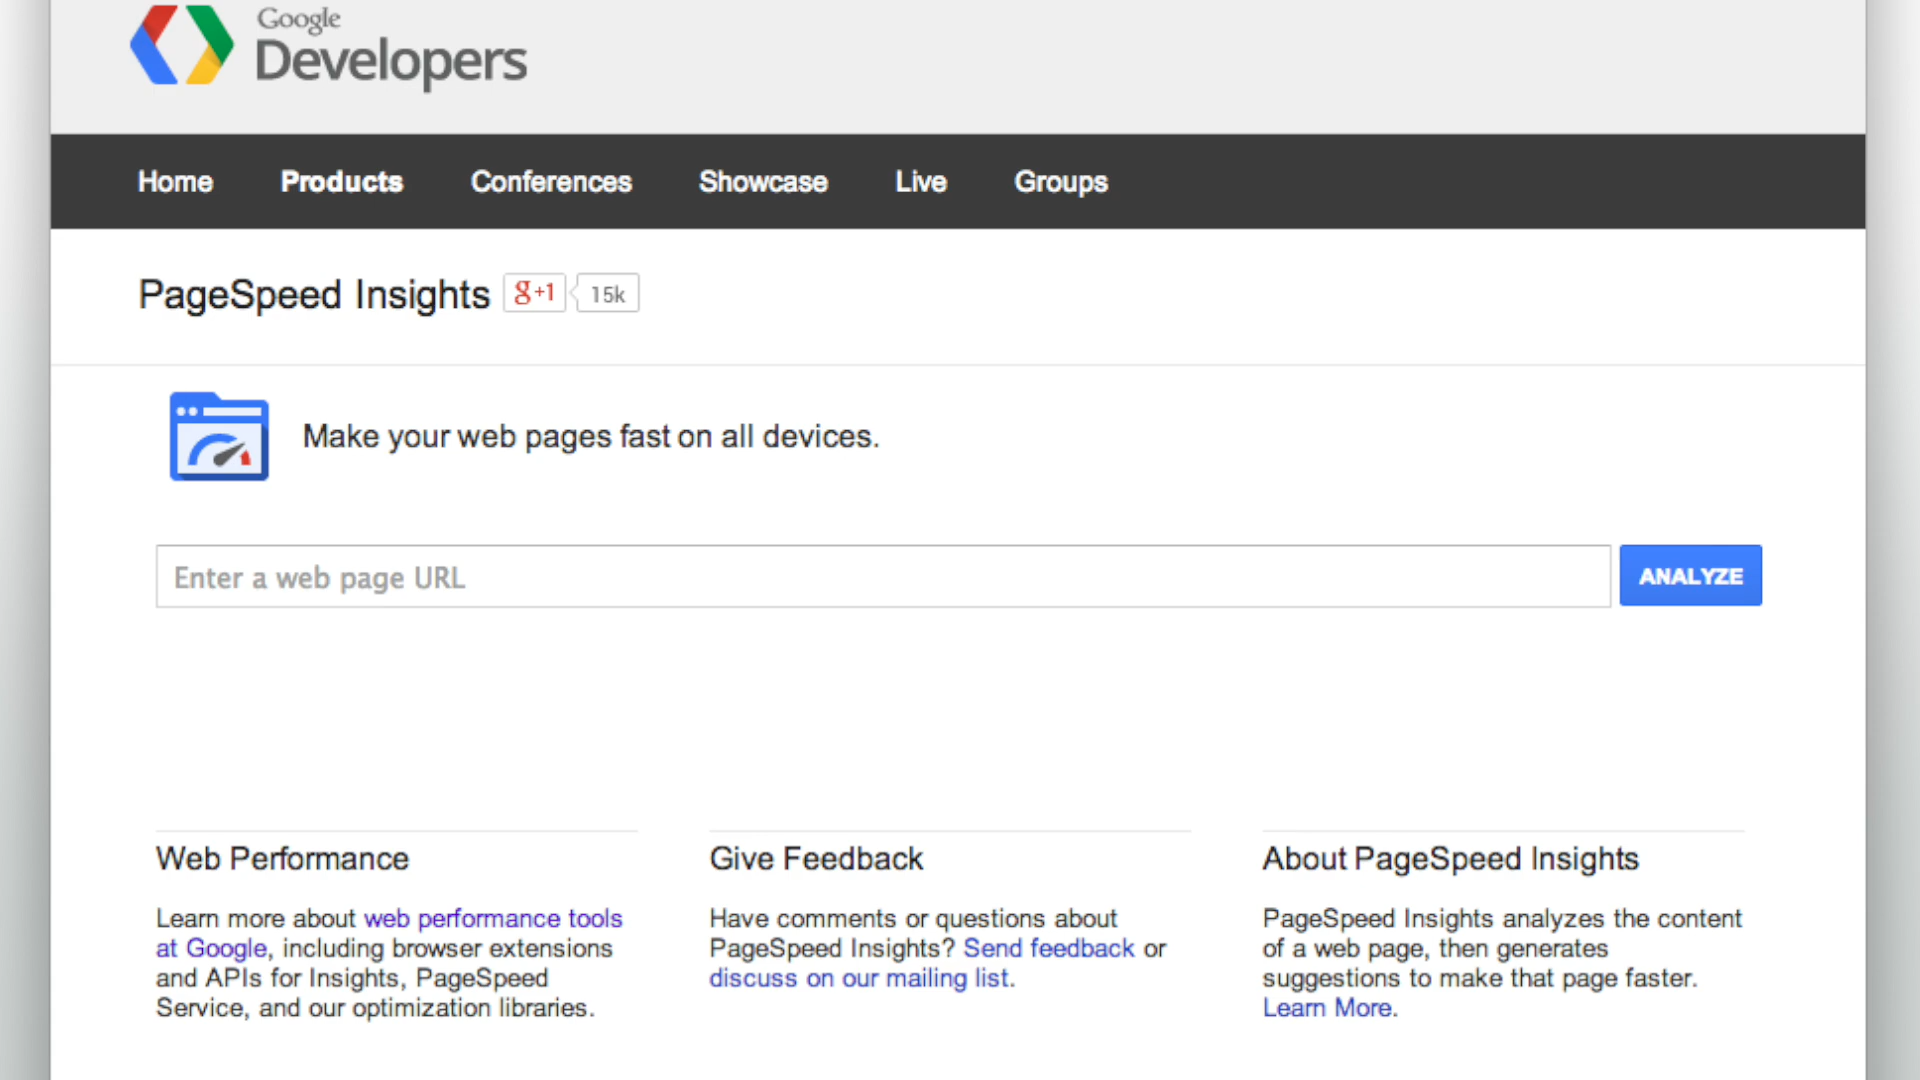 Google
Developers
Home Products Conferences Showcase Live Groups
PageSpeed Insights g+1 15k
Make your web pages fast on all devices.
Enter a web page URL ANALYZE
Web Performance
Learn more about web performance tools
at Google, including browser extensions
and APIs for Insights, PageSpeed
Service, and our optimization libraries.
Give Feedback
Have comments or questions about
PageSpeed Insights? Send feedback or
discuss on our mailing list.
About PageSpeed Insights
PageSpeed Insights analyzes the content
of a web page, then generates
suggestions to make that page faster.
Learn More.